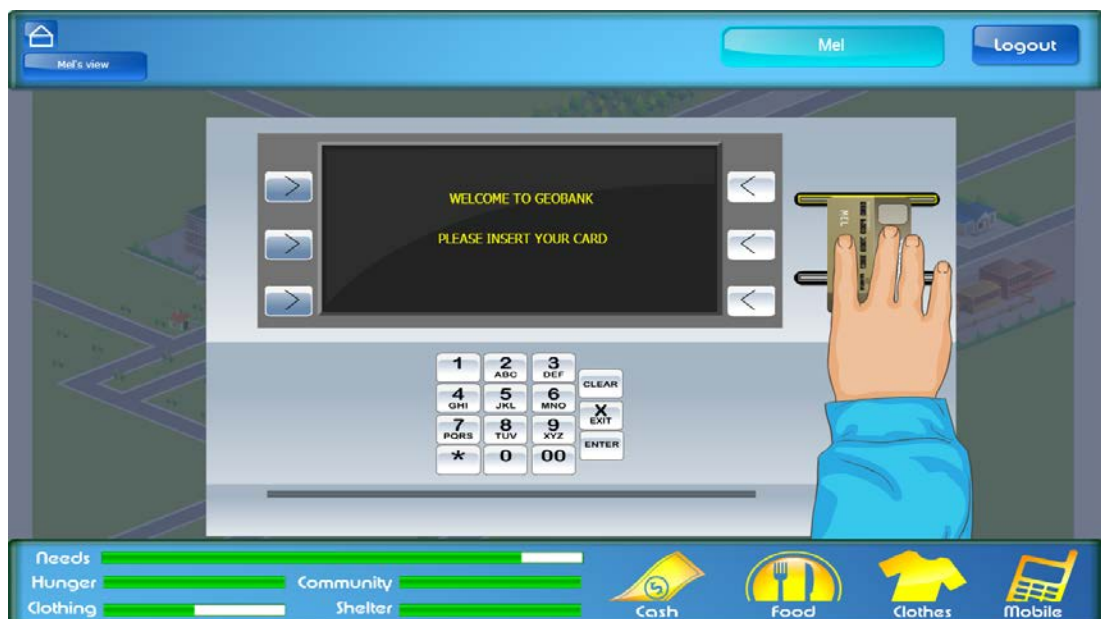 Mel's view
Mel
Logout
WELCOME TO GEOBANK
PLEASE INSERT YOUR CARD
MEL
1
2
ABC
3
DEF
CLEAR
4
GHI
5
JKL
6
MNO
X
EXIT
7
PQRS
8
TUV
9
XYZ
ENTER
*
0
00
Needs
Hunger
Community
Clothing
Shelter
Cash
Food
Clothes
Mobile